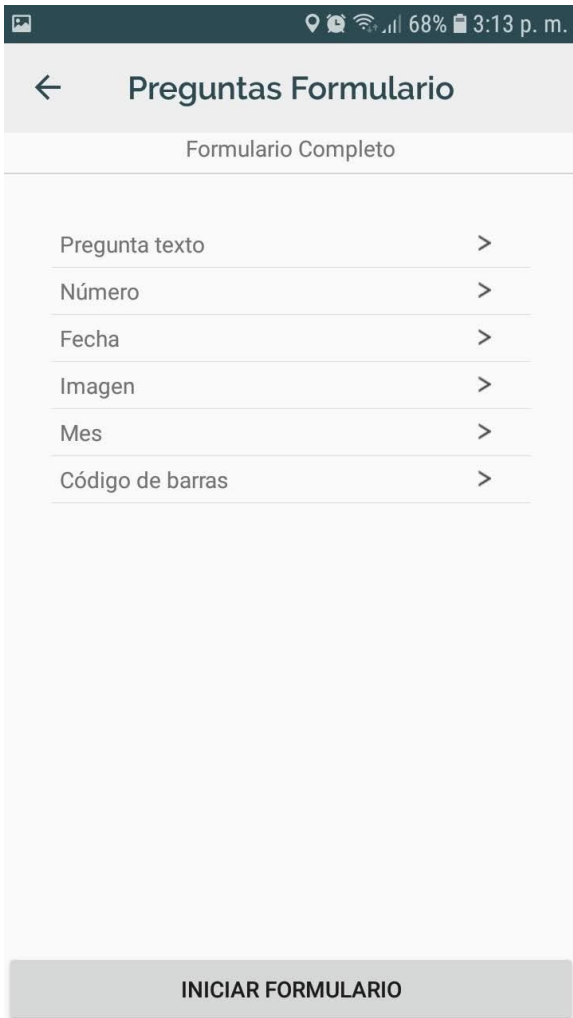 68% 3:13 p. m.
Preguntas Formulario
Formulario Completo
Pregunta texto >
Número >
Fecha >
Imagen >
Mes >
Código de barras >
INICIAR FORMULARIO